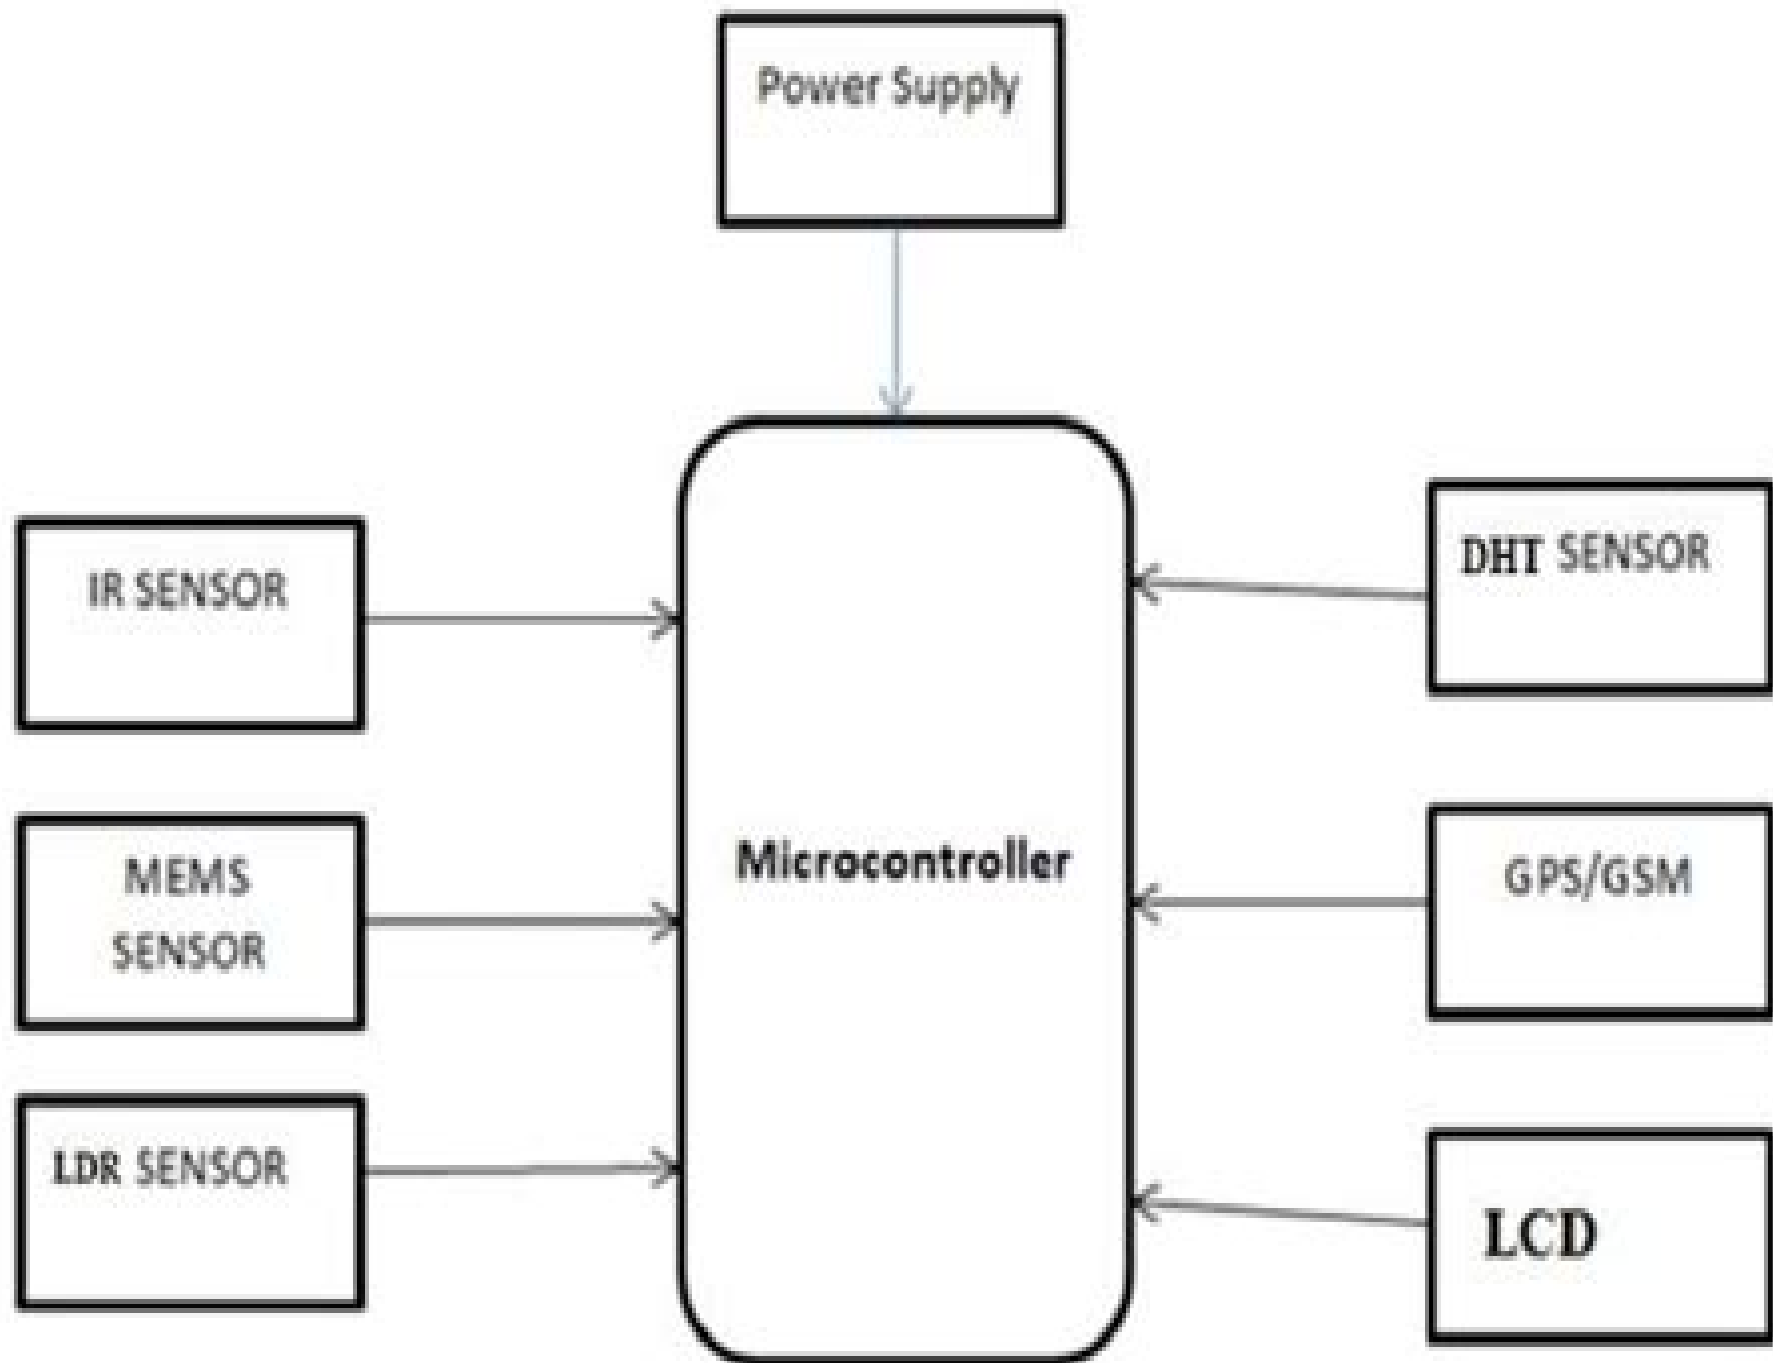 Power Supply
IR SENSOR
DHT SENSOR
MEMS
SENSOR
Microcontroller
GPS/GSM
LDR SENSOR
LCD